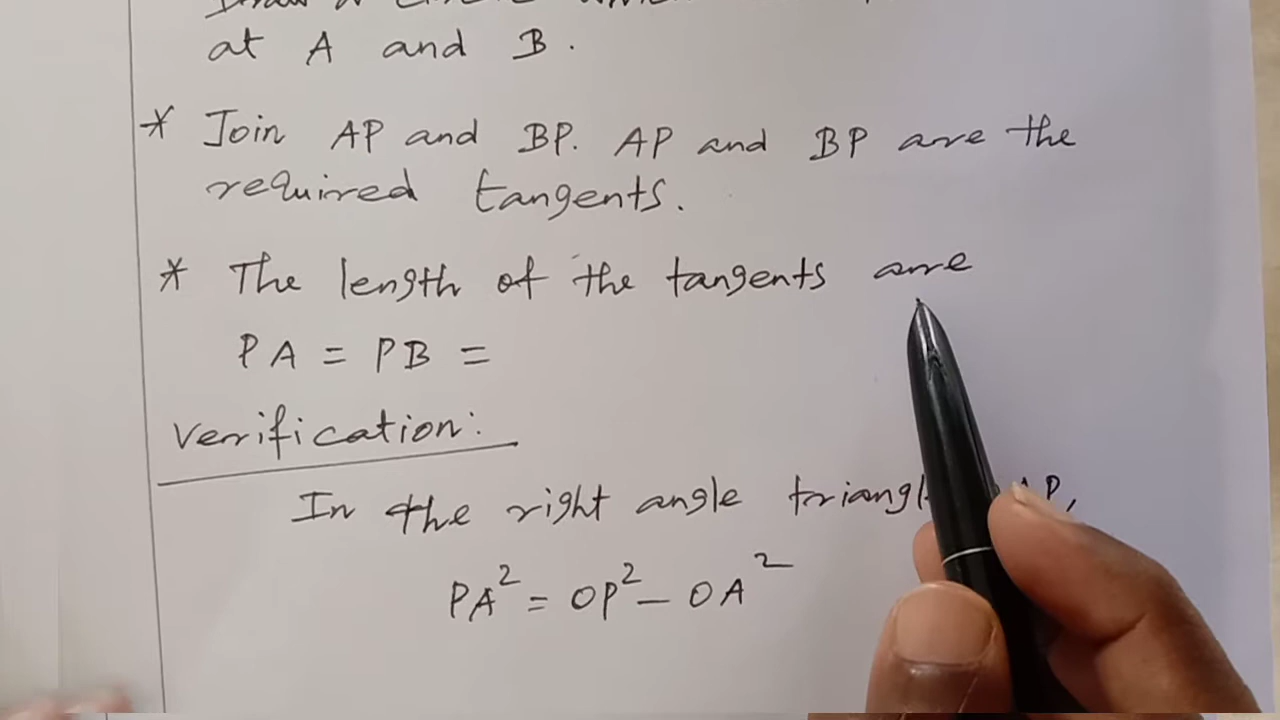 at A and B.
* Join AP and BP. AP and BP are the
required tangents.
* The length of the tangents are
PA = PB =
Verification:
In the right angle AP,
PA² = OP² – OA²